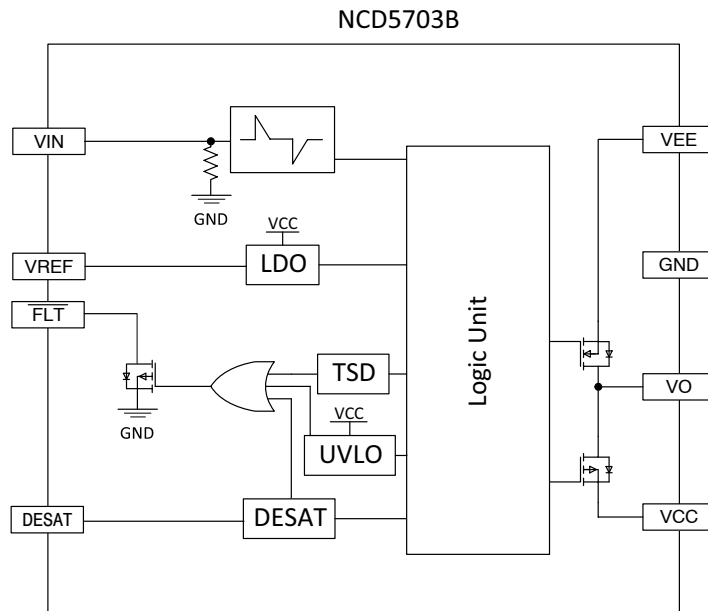 NCD5703B
VIN
GND
VEE
VREF
VCC
LDO
GND
FLT
Logic Unit
TSD
VO
GND
VCC
UVLO
DESAT
DESAT
VCC